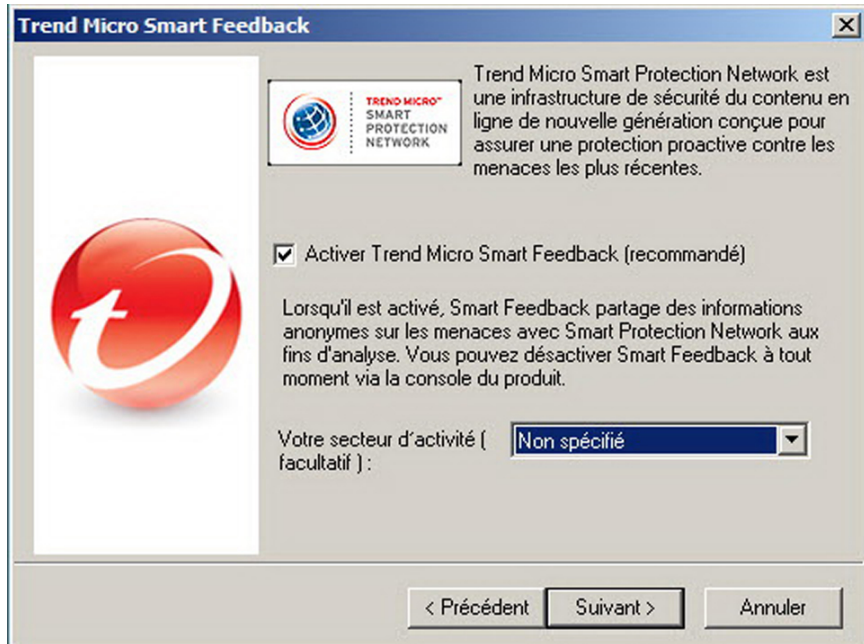 Trend Micro Smart Feedback
TREND MICRO™
SMART
PROTECTION
NETWORK
Trend Micro Smart Protection Network est
une infrastructure de sécurité du contenu en
ligne de nouvelle génération conçue pour
assurer une protection proactive contre les
menaces les plus récentes.
Activer Trend Micro Smart Feedback (recommandé)
Lorsqu'il est activé, Smart Feedback partage des informations
anonymes sur les menaces avec Smart Protection Network aux
fins d'analyse. Vous pouvez désactiver Smart Feedback à tout
moment via la console du produit.
Votre secteur d´activité (
facultatif ) :
Non spécifié
< Précédent
Suivant >
Annuler